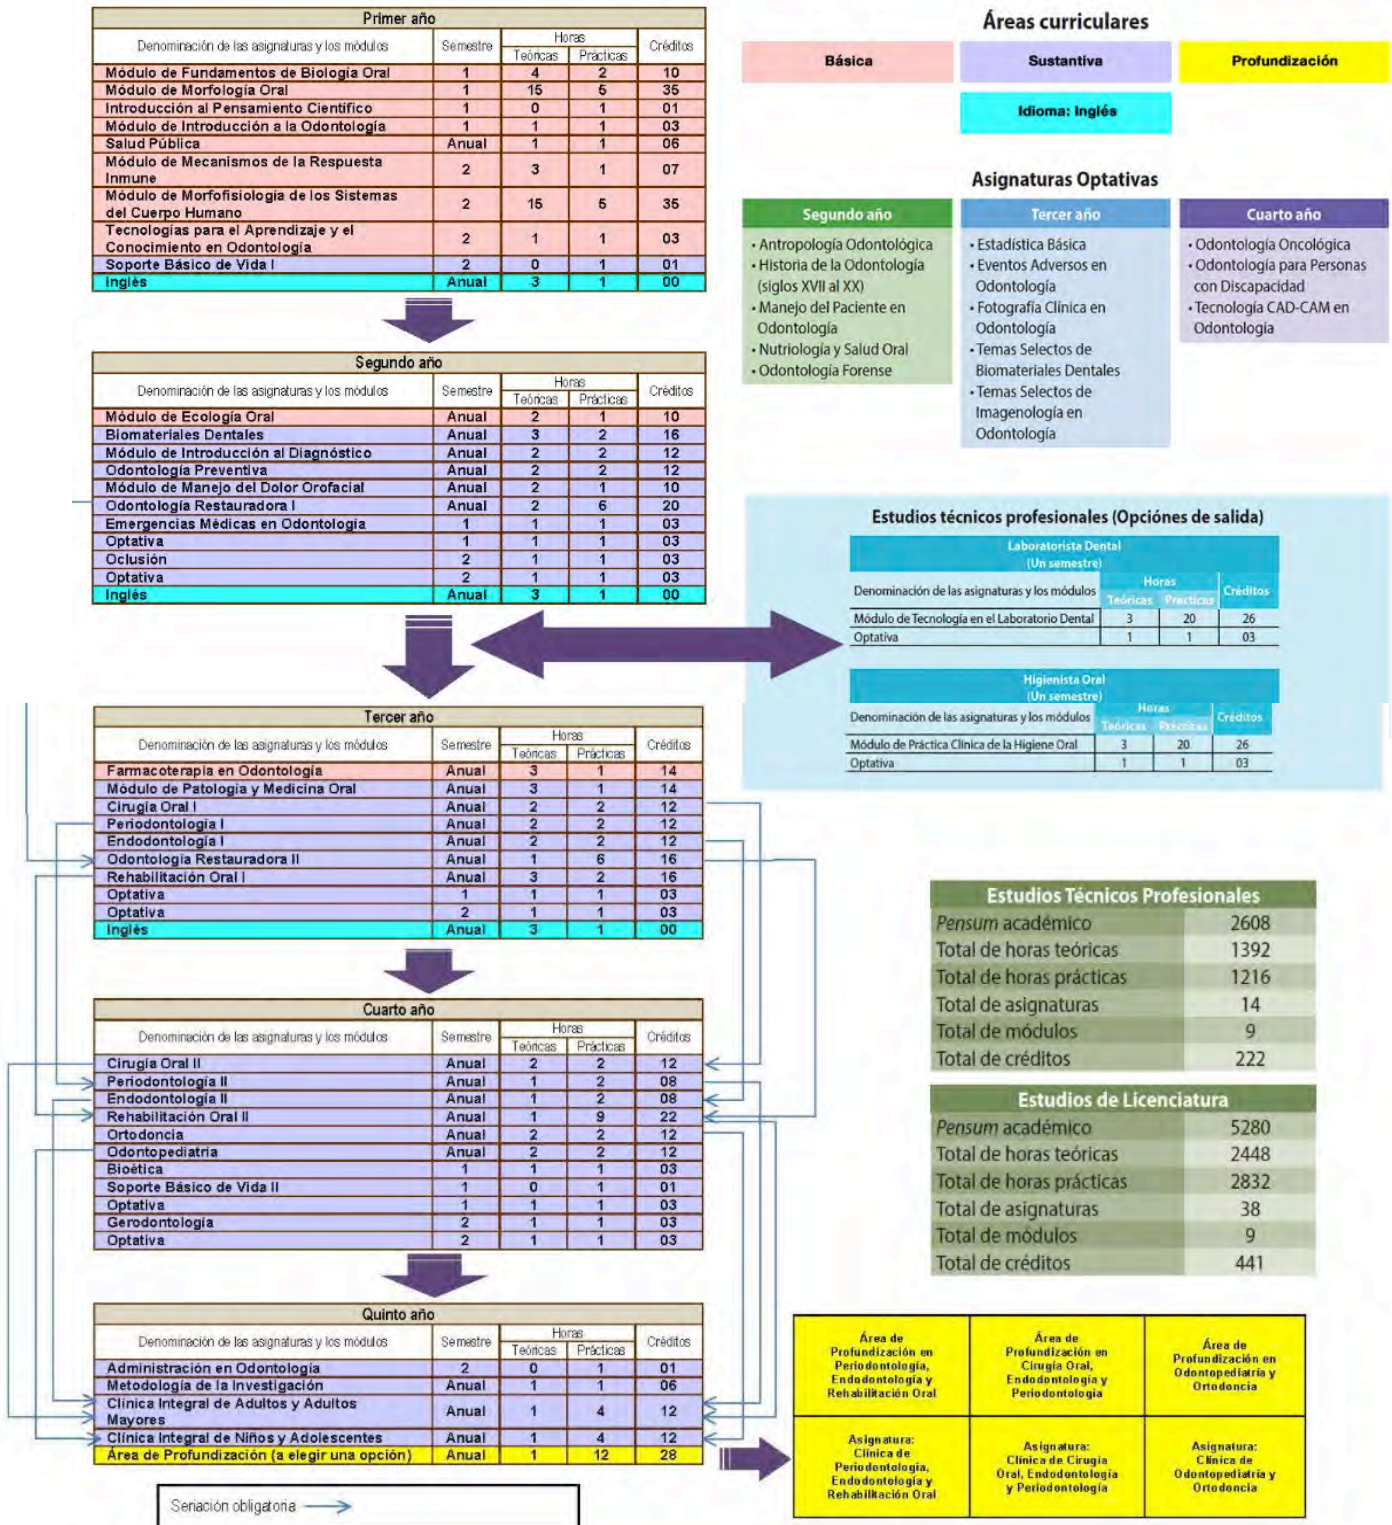 Primer año
Denominación de las asignaturas y los módulos Semestre Horas Créditos
Teóricas Prácticas
Módulo de Fundamentos de Biología Oral 1 4 2 10
Módulo de Morfología Oral 1 15 5 35
Introducción al Pensamiento Científico 1 0 1 01
Módulo de Introducción a la Odontología 1 1 1 03
Salud Pública Anual 1 1 06
Módulo de Mecanismos de la Respuesta
Inmune 2 3 1 07
Módulo de Morfofisiología de los Sistemas
del Cuerpo Humano 2 15 5 35
Tecnologías para el Aprendizaje y el
Conocimiento en Odontología 2 1 1 03
Soporte Básico de Vida I 2 0 1 01
Inglés Anual 3 1 00
Segundo año
Denominación de las asignaturas y los módulos Semestre Horas Créditos
Teóricas Prácticas
Módulo de Ecología Oral Anual 2 1 10
Biomateriales Dentales Anual 3 2 16
Módulo de Introducción al Diagnóstico Anual 2 2 12
Odontología Preventiva Anual 2 2 12
Módulo de Manejo del Dolor Orofacial Anual 2 1 10
Odontología Restauradora I Anual 2 6 20
Emergencias Médicas en Odontología 1 1 1 03
Optativa 1 1 1 03
Oclusión 2 1 1 03
Optativa 2 1 1 03
Inglés Anual 3 1 00
Tercer año
Denominación de las asignaturas y los módulos Semestre Horas Créditos
Teóricas Prácticas
Farmacoterapia en Odontología Anual 3 1 14
Módulo de Patología y Medicina Oral Anual 3 1 14
Cirugía Oral I Anual 2 2 12
Periodontología I Anual 2 2 12
Endodontología I Anual 2 2 12
Odontología Restauradora II Anual 1 6 16
Rehabilitación Oral I Anual 3 2 16
Optativa 1 1 1 03
Optativa 2 1 1 03
Inglés Anual 3 1 00
Cuarto año
Denominación de las asignaturas y los módulos Semestre Horas Créditos
Teóricas Prácticas
Cirugía Oral II Anual 2 2 12
Periodontología II Anual 1 2 08
Endodontología II Anual 1 2 08
Rehabilitación Oral II Anual 1 9 22
Ortodoncia Anual 2 2 12
Odontopediatría Anual 2 2 12
Bioética 1 1 1 03
Soporte Básico de Vida II 1 0 1 01
Optativa 1 1 1 03
Gerodontología 2 1 1 03
Optativa 2 1 1 03
Quinto año
Denominación de las asignaturas y los módulos Semestre Horas Créditos
Teóricas Prácticas
Administración en Odontología 2 0 1 01
Metodología de la Investigación Anual 1 1 06
Clínica Integral de Adultos y Adultos
Mayores Anual 1 4 12
Clínica Integral de Niños y Adolescentes Anual 1 4 12
Área de Profundización (a elegir una opción) Anual 1 12 28
Seriación obligatoria
Áreas curriculares
Básica Sustantiva Profundización
Idioma: Inglés
Asignaturas Optativas
Segundo año
• Antropología Odontológica
• Historia de la Odontología
(siglos XVII al XX)
• Manejo del Paciente en
Odontología
• Nutriología y Salud Oral
• Odontología Forense
Tercer año
• Estadística Básica
• Eventos Adversos en
Odontología
• Fotografía Clínica en
Odontología
• Temas Selectos de
Biomateriales Dentales
• Temas Selectos de
Imagenología en
Odontología
Cuarto año
• Odontología Oncológica
• Odontología para Personas
con Discapacidad
• Tecnología CAD-CAM en
Odontología
Estudios técnicos profesionales (Opciónes de salida)
Laboratorista Dental
(Un semestre)
Denominación de las asignaturas y los módulos Horas Créditos
Teóricas Prácticas
Módulo de Tecnología en el Laboratorio Dental 3 20 26
Optativa 1 1 03
Higienista Oral
(Un semestre)
Denominación de las asignaturas y los módulos Horas Créditos
Teóricas Prácticas
Módulo de Práctica Clínica de la Higiene Oral 3 20 26
Optativa 1 1 03
Estudios Técnicos Profesionales
Pensum académico 2608
Total de horas teóricas 1392
Total de horas prácticas 1216
Total de asignaturas 14
Total de módulos 9
Total de créditos 222
Estudios de Licenciatura
Pensum académico 5280
Total de horas teóricas 2448
Total de horas prácticas 2832
Total de asignaturas 38
Total de módulos 9
Total de créditos 441
Área de
Profundización en
Periodontología,
Endodontología y
Rehabilitación Oral
Área de
Profundización en
Cirugía Oral,
Endodontología y
Periodontología
Área de
Profundización en
Odontopediatría y
Ortodoncia
Asignatura:
Clínica de
Periodontología,
Endodontología y
Rehabilitación Oral
Asignatura:
Clínica de Cirugía
Oral, Endodontología
y Periodontología
Asignatura:
Clínica de
Odontopediatría y
Ortodoncia